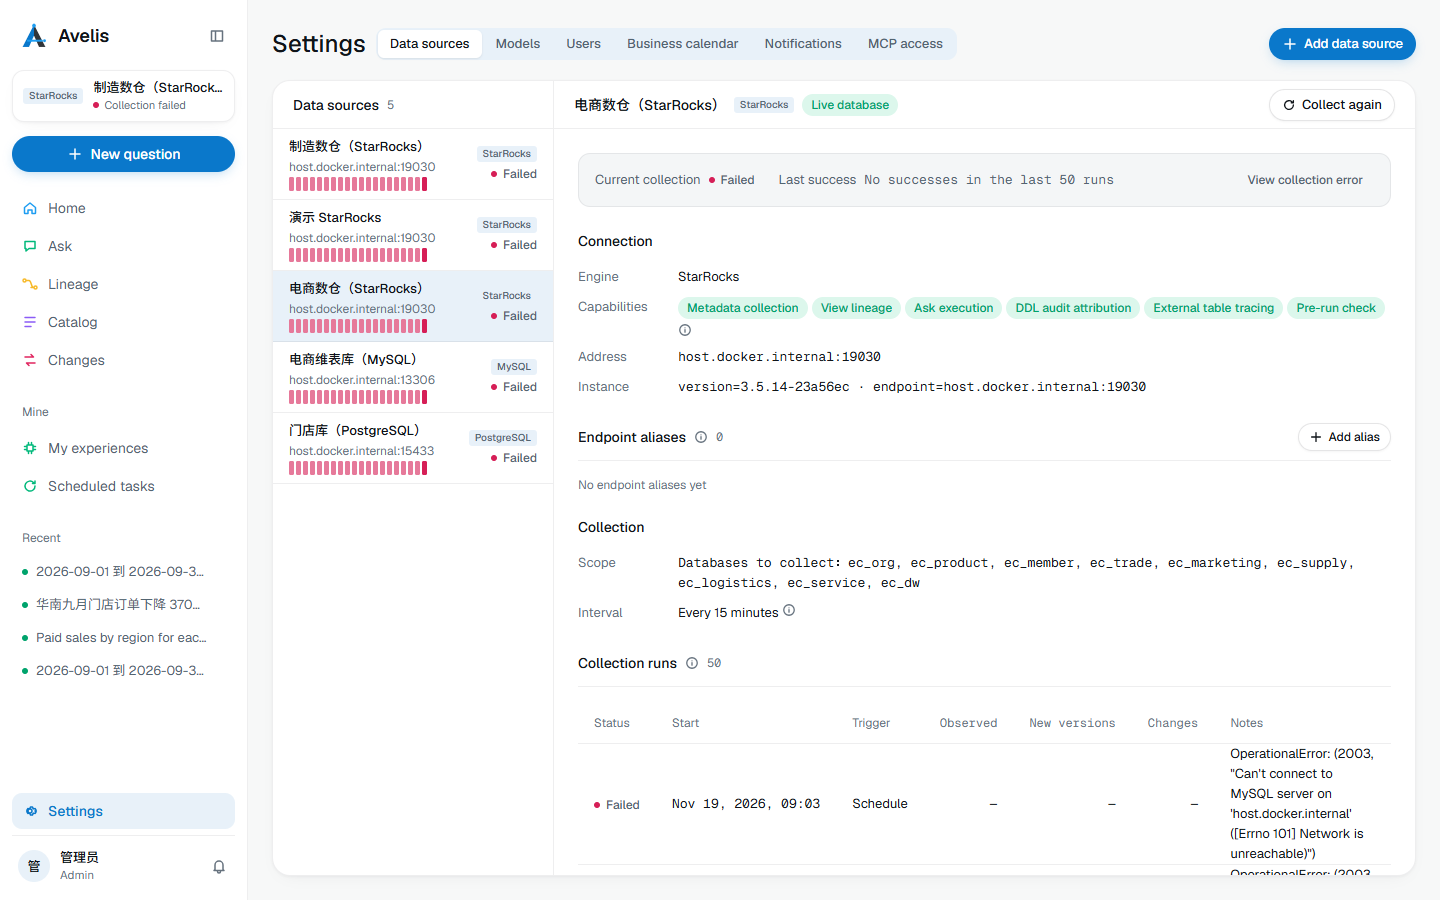 Avelis
StarRocks
制造数仓（StarRock...
Collection failed
New question
Home
Ask
Lineage
Catalog
Changes
Mine
My experiences
Scheduled tasks
Recent
2026-09-01 到 2026-09-3...
华南九月门店订单下降 370...
Paid sales by region for eac...
2026-09-01 到 2026-09-3...
Settings
管
管理员
Admin
Settings
Data sources
Models
Users
Business calendar
Notifications
MCP access
Add data source
Data sources 5
制造数仓（StarRocks）
StarRocks
host.docker.internal:19030
Failed
演示 StarRocks
StarRocks
host.docker.internal:19030
Failed
电商数仓（StarRocks）
StarRocks
host.docker.internal:19030
Failed
电商维表库（MySQL）
MySQL
host.docker.internal:13306
Failed
门店库（PostgreSQL）
PostgreSQL
host.docker.internal:15433
Failed
电商数仓（StarRocks）
StarRocks
Live database
Collect again
Current collection Failed Last success No successes in the last 50 runs View collection error
Connection
Engine StarRocks
Capabilities Metadata collection View lineage Ask execution DDL audit attribution External table tracing Pre-run check
Address host.docker.internal:19030
Instance version=3.5.14-23a56ec · endpoint=host.docker.internal:19030
Endpoint aliases 0
Add alias
No endpoint aliases yet
Collection
Scope Databases to collect: ec_org, ec_product, ec_member, ec_trade, ec_marketing, ec_supply,
ec_logistics, ec_service, ec_dw
Interval Every 15 minutes
Collection runs 50
Status Start Trigger Observed New versions Changes Notes
Failed Nov 19, 2026, 09:03 Schedule — — —
OperationalError: (2003,
"Can't connect to
MySQL server on
'host.docker.internal'
([Errno 101] Network is
unreachable)")
OperationalError: (2003,